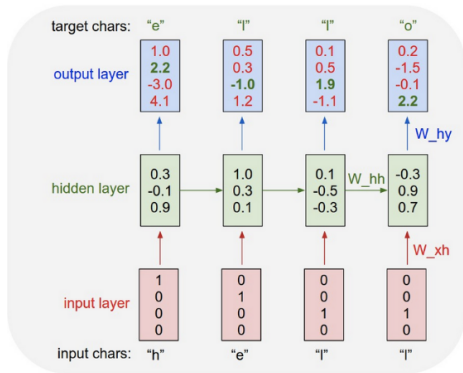 target chars: “e” “l” “l” “o”
1.0 0.5 0.1 0.2
2.2 0.3 0.5 -1.5
output layer
-3.0 -1.0 1.9 -0.1
4.1 1.2 -1.1 2.2
W_hy
0.3 1.0 0.1 -0.3
W_hh
hidden layer -0.1 0.3 -0.5 0.9
0.9 0.1 -0.3 0.7
W_xh
1 0 0 0
0 1 0 0
input layer
0 0 1 1
0 0 0 0
input chars: “h” “e” “l” “l”